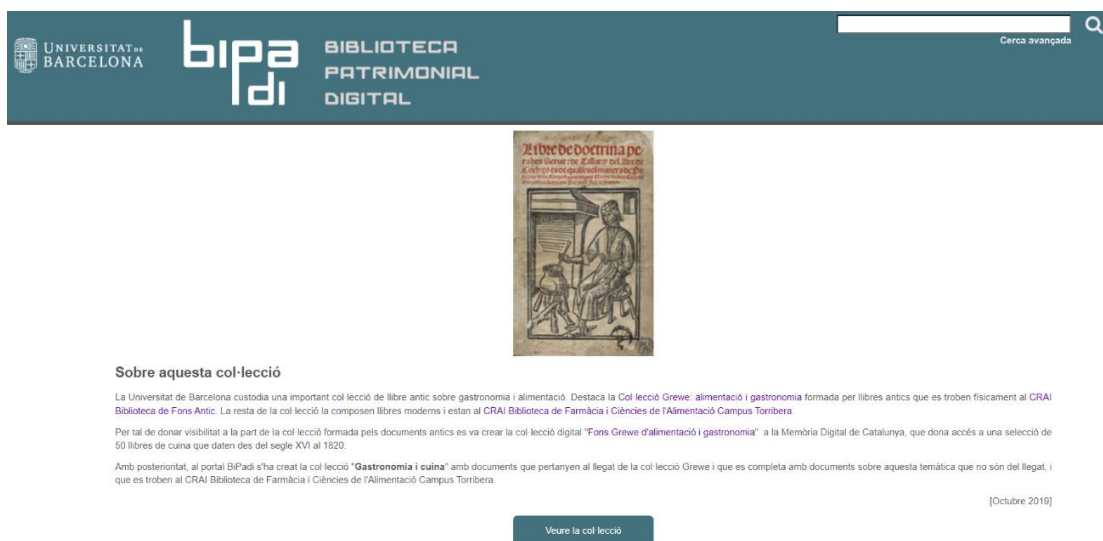 UNIVERSITAT DE
BARCELONA
bipadi
BIBLIOTECA
PATRIMONIAL
DIGITAL
Cerca avançada
Libre de doctrina pe
Sobre aquesta col·lecció
La Universitat de Barcelona custodia una important col·lecció de llibre antic sobre gastronomia i alimentació. Destaca la Col·lecció Grewe: alimentació i gastronomia formada per llibres antics que es troben físicament al CRAI
Biblioteca de Fons Antic. La resta de la col·lecció la composen llibres moderns i estan al CRAI Biblioteca de Farmàcia i Ciències de l'Alimentació Campus Torribera.
Per tal de donar visibilitat a la part de la col·lecció formada pels documents antics es va crear la col·lecció digital "Fons Grewe d'alimentació i gastronomia" a la Memòria Digital de Catalunya, que dona accés a una selecció de
50 llibres de cuina que daten des del segle XVI al 1820.
Amb posterioritat, al portal BiPadi s'ha creat la col·lecció "Gastronomia i cuina" amb documents que pertanyen al llegat de la col·lecció Grewe i que es completa amb documents sobre aquesta temàtica que no són del llegat, i
que es troben al CRAI Biblioteca de Farmàcia i Ciències de l'Alimentació Campus Torribera.
[Octubre 2019]
Veure la col·lecció